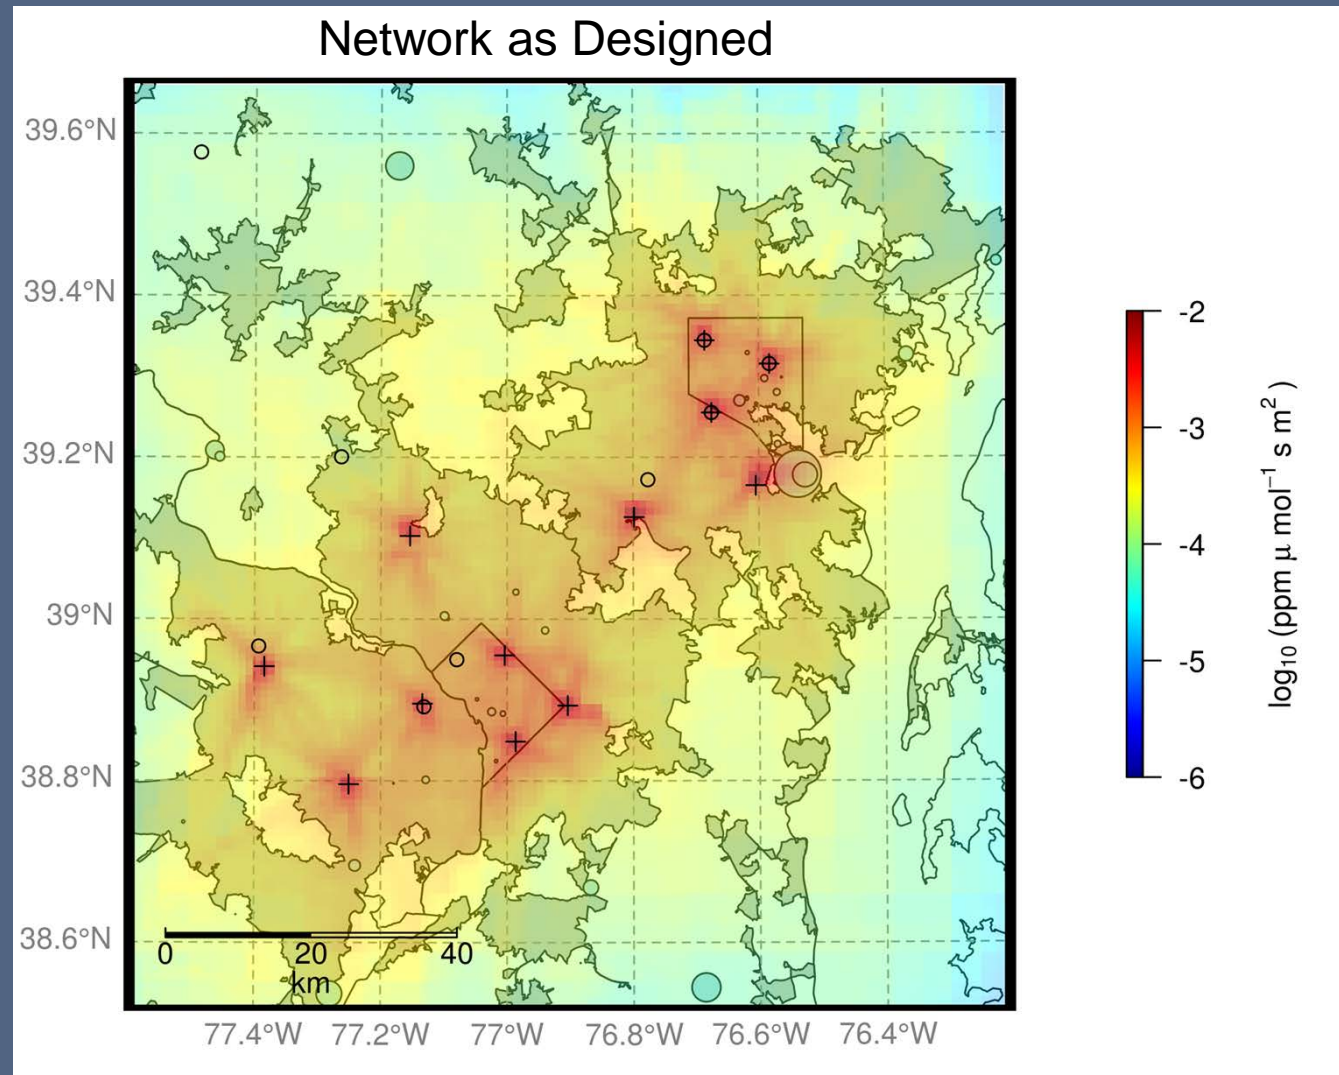 Network as Designed
39.6°N
39.4°N
39.2°N
39°N
38.8°N
38.6°N
0 20 40
km
77.4°W 77.2°W 77°W 76.8°W 76.6°W 76.4°W
-2
-3
-4
-5
-6
log10 (ppm μ mol−1 s m2 )